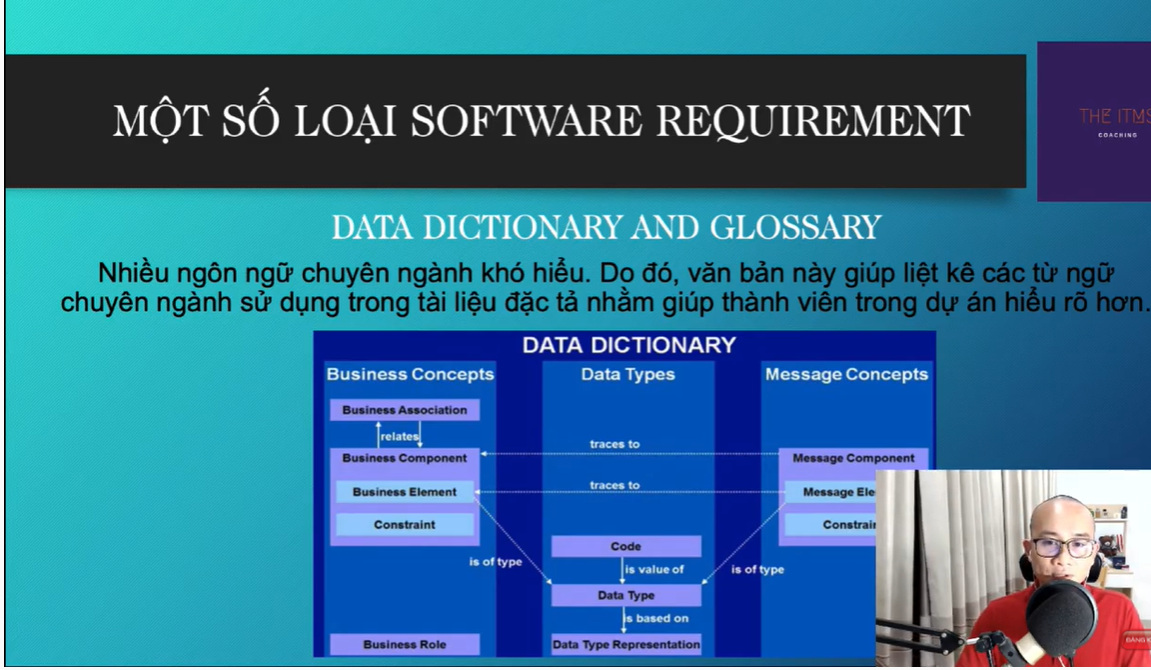 MỘT SỐ LOẠI SOFTWARE REQUIREMENT
THE ITMS
COACHING
DATA DICTIONARY AND GLOSSARY
Nhiều ngôn ngữ chuyên ngành khó hiểu. Do đó, văn bản này giúp liệt kê các từ ngữ
chuyên ngành sử dụng trong tài liệu đặc tả nhằm giúp thành viên trong dự án hiểu rõ hơn.
DATA DICTIONARY
Business Concepts
Data Types
Message Concepts
Business Association
relates
traces to
Business Component
Message Component
traces to
Business Element
Message Ele
Constraint
Constrain
Code
is of type
is value of
is of type
Data Type
is based on
Business Role
Data Type Representation
ĐĂNG K